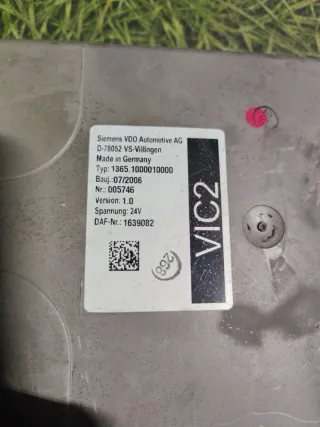 Siemens VDO Automotive AG
D-78052 VS-Villingen
Made in Germany
Typ: 1365.1000010000
Bauj.:07/2006
Nr.: 005746
Version: 1.0
Spannung: 24V
DAF-Nr.: 1639082
VIC2
268